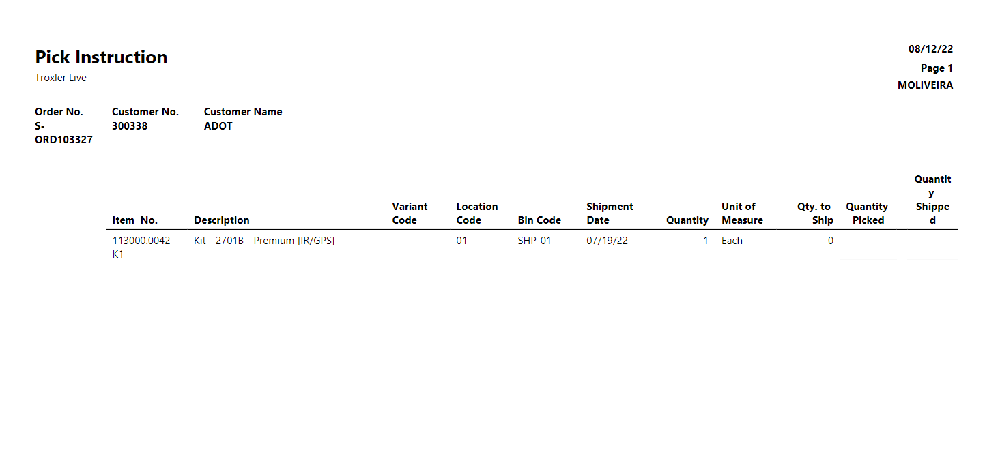 Pick Instruction
Troxler Live
08/12/22
Page 1
MOLIVEIRA
Order No. Customer No. Customer Name
S- 300338 ADOT
ORD103327
Quantit
y
Variant Location Shipment Unit of Qty. to Quantity Shippe
Item No. Description Code Code Bin Code Date Quantity Measure Ship Picked d
113000.0042- Kit - 2701B - Premium [IR/GPS] 01 SHP-01 07/19/22 1 Each 0
K1